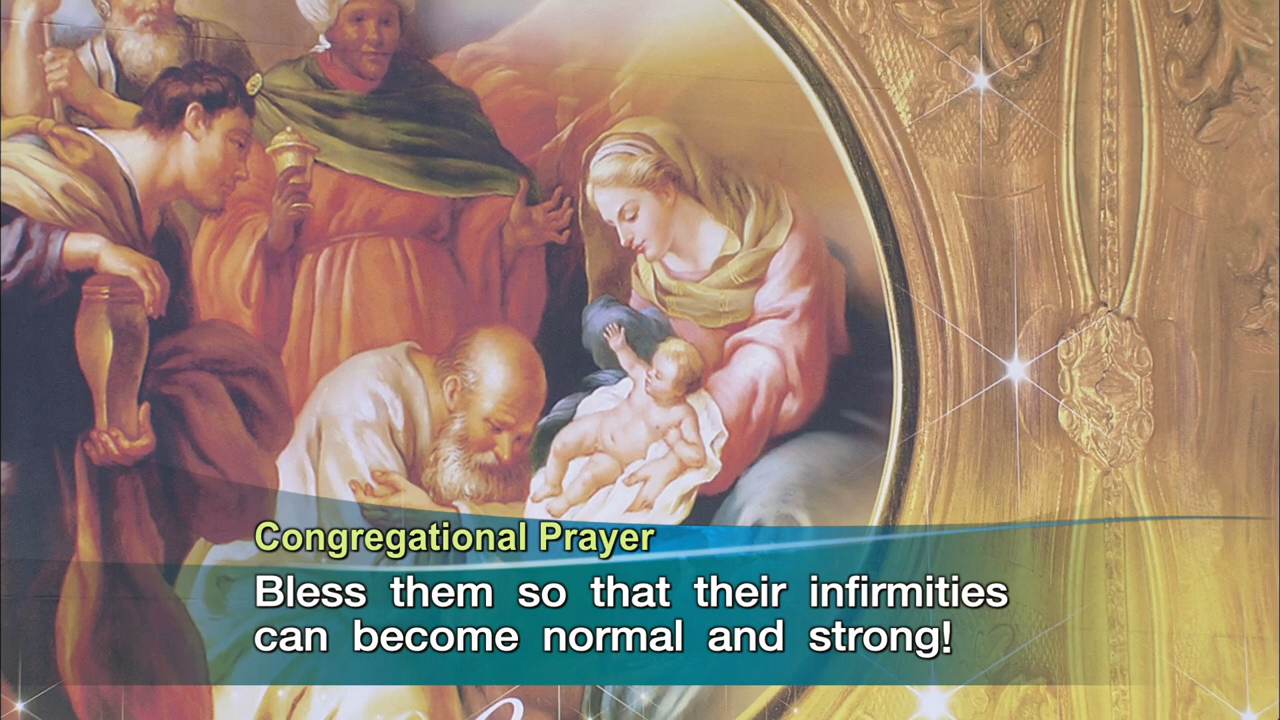 Congregational Prayer
Bless them so that their infirmities
can become normal and strong!